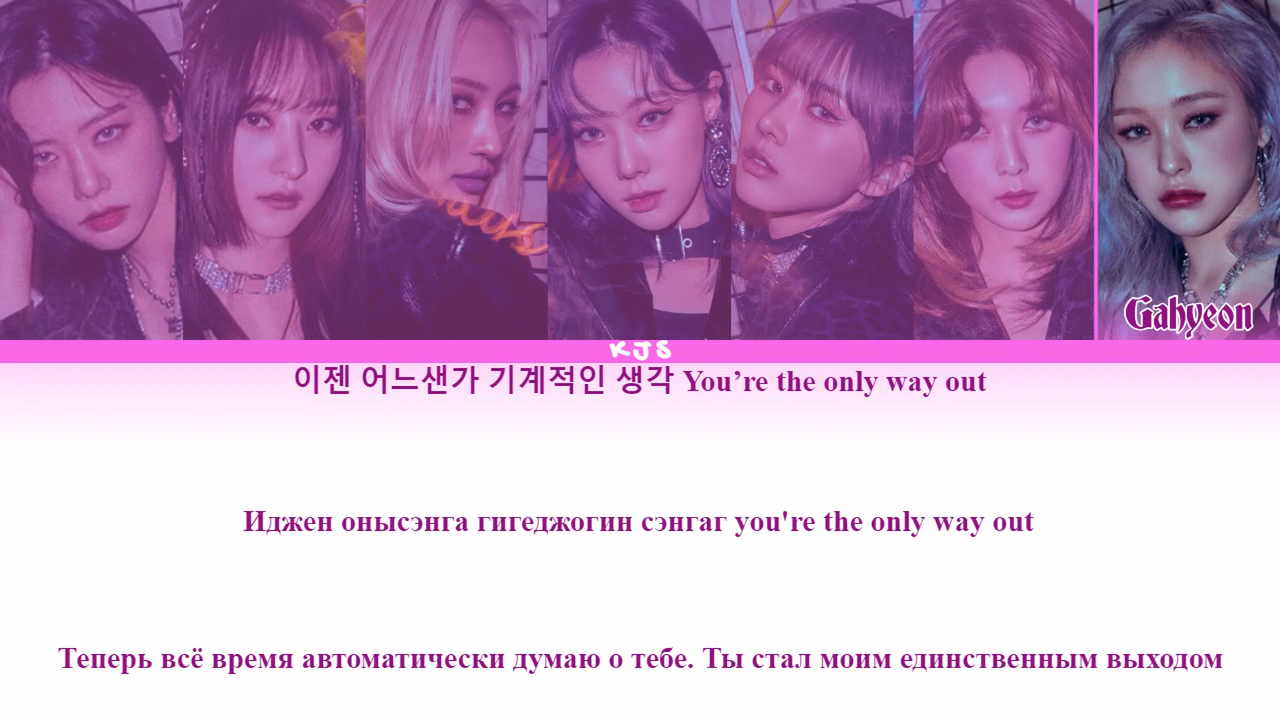 Gahyeon
KJS
이젠 어느샌가 기계적인 생각 You’re the only way out
Иджен онысэнга гигеджогин сэнгаг you're the only way out
Теперь всё время автоматически думаю о тебе. Ты стал моим единственным выходом